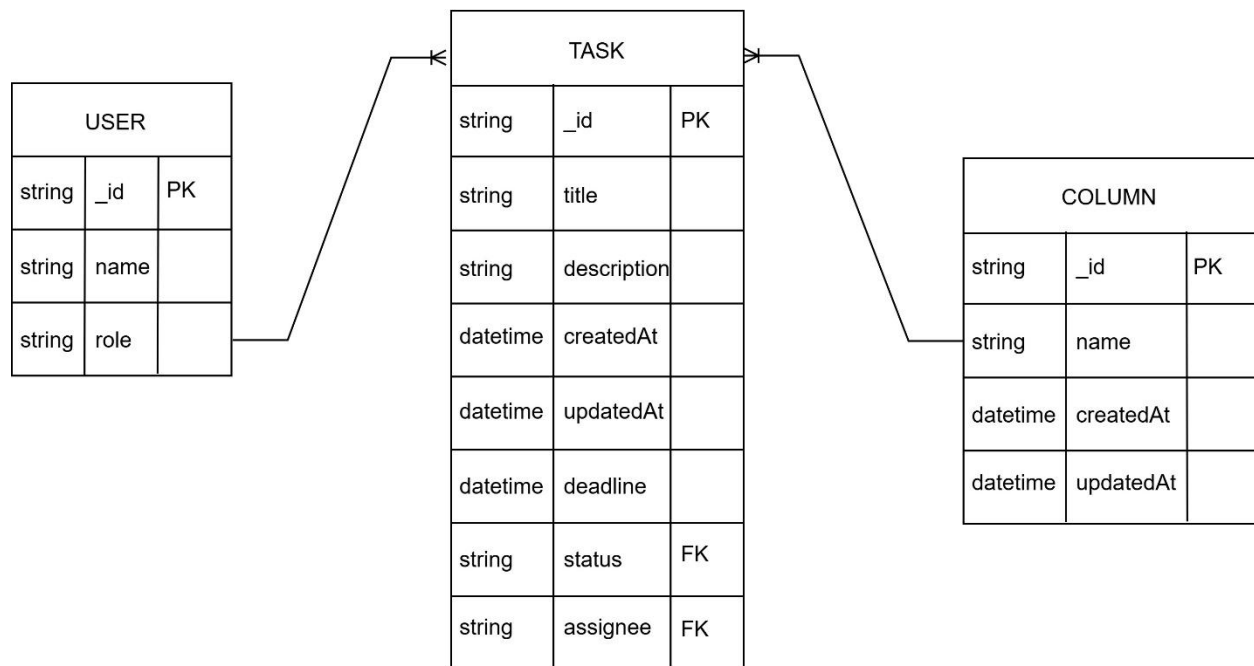 USER
string _id PK
string name
string role
TASK
string _id PK
string title
string description
datetime createdAt
datetime updatedAt
datetime deadline
string status FK
string assignee FK
COLUMN
string _id PK
string name
datetime createdAt
datetime updatedAt